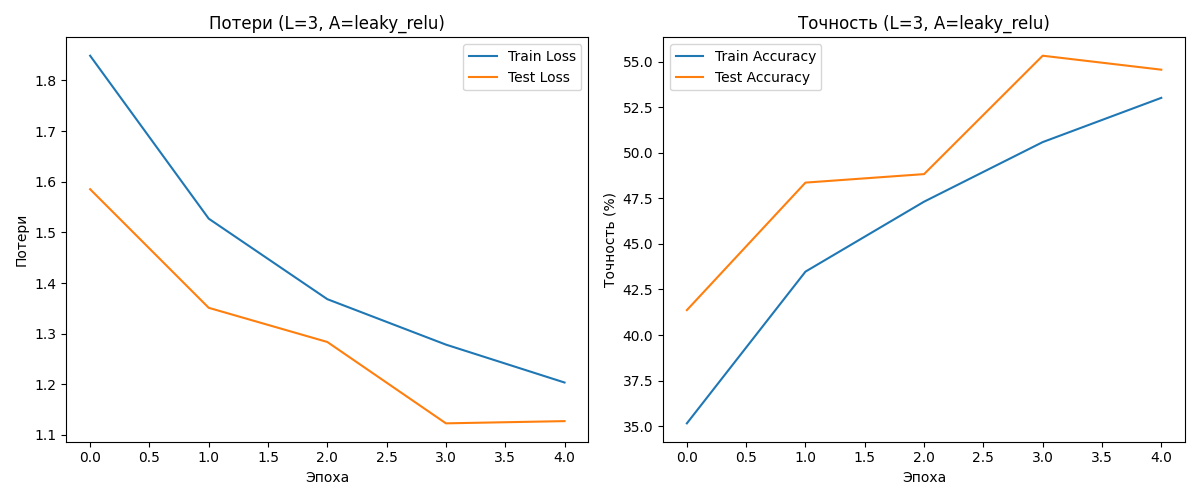 Потери (L=3, A=leaky_relu)
Train Loss
Test Loss
1.8
1.7
1.6
1.5
1.4
1.3
1.2
1.1
Потери
0.0 0.5 1.0 1.5 2.0 2.5 3.0 3.5 4.0
Эпоха
Точность (L=3, A=leaky_relu)
Train Accuracy
Test Accuracy
55.0
52.5
50.0
47.5
45.0
42.5
40.0
37.5
35.0
Точность (%)
0.0 0.5 1.0 1.5 2.0 2.5 3.0 3.5 4.0
Эпоха